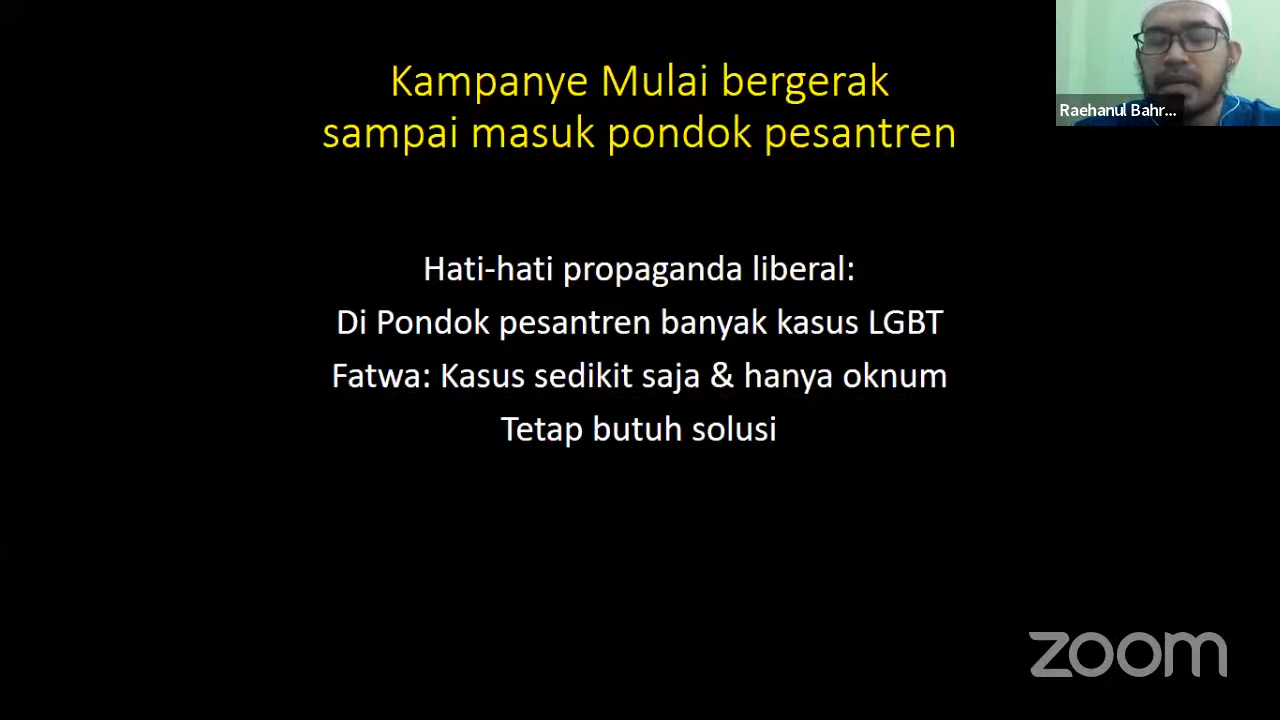 Kampanye Mulai bergerak
sampai masuk pondok pesantren
Raehanul Bahr...
Hati-hati propaganda liberal:
Di Pondok pesantren banyak kasus LGBT
Fatwa: Kasus sedikit saja & hanya oknum
Tetap butuh solusi
zoom